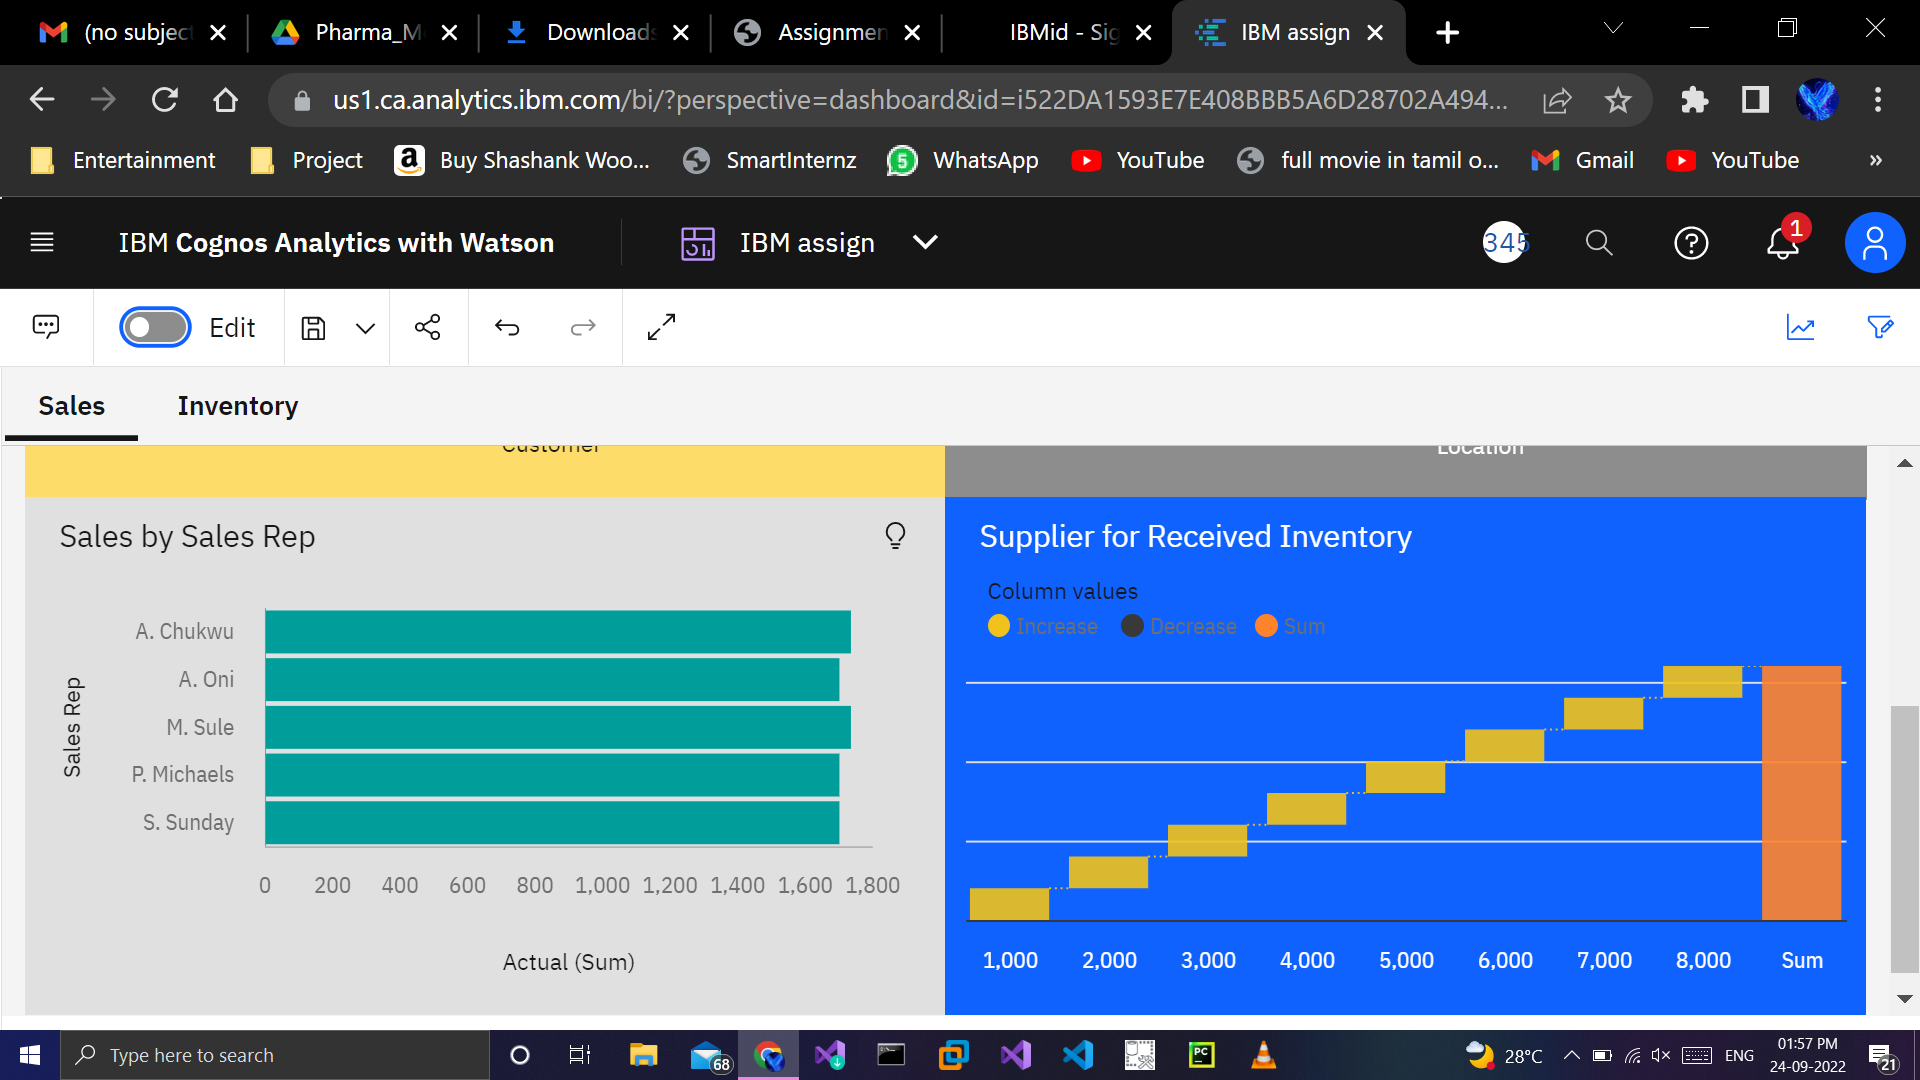 (no subject
Pharma_M
Downloads
Assignmen
IBMid - Sig
IBM assign
us1.ca.analytics.ibm.com/bi/?perspective=dashboard&id=i522DA1593E7E408BBB5A6D28702A494...
Entertainment
Project
Buy Shashank Woo...
SmartInternz
5
WhatsApp
YouTube
full movie in tamil o...
Gmail
YouTube
»
IBM Cognos Analytics with Watson
IBM assign
345
1
Edit
Sales
Inventory
Customer
Location
Sales by Sales Rep
Sales Rep
A. Chukwu
A. Oni
M. Sule
P. Michaels
S. Sunday
0 200 400 600 800 1,000 1,200 1,400 1,600 1,800
Actual (Sum)
Supplier for Received Inventory
Column values
Increase Decrease Sum
1,000 2,000 3,000 4,000 5,000 6,000 7,000 8,000 Sum
Type here to search
68
PC
28°C
ENG
01:57 PM
24-09-2022
21